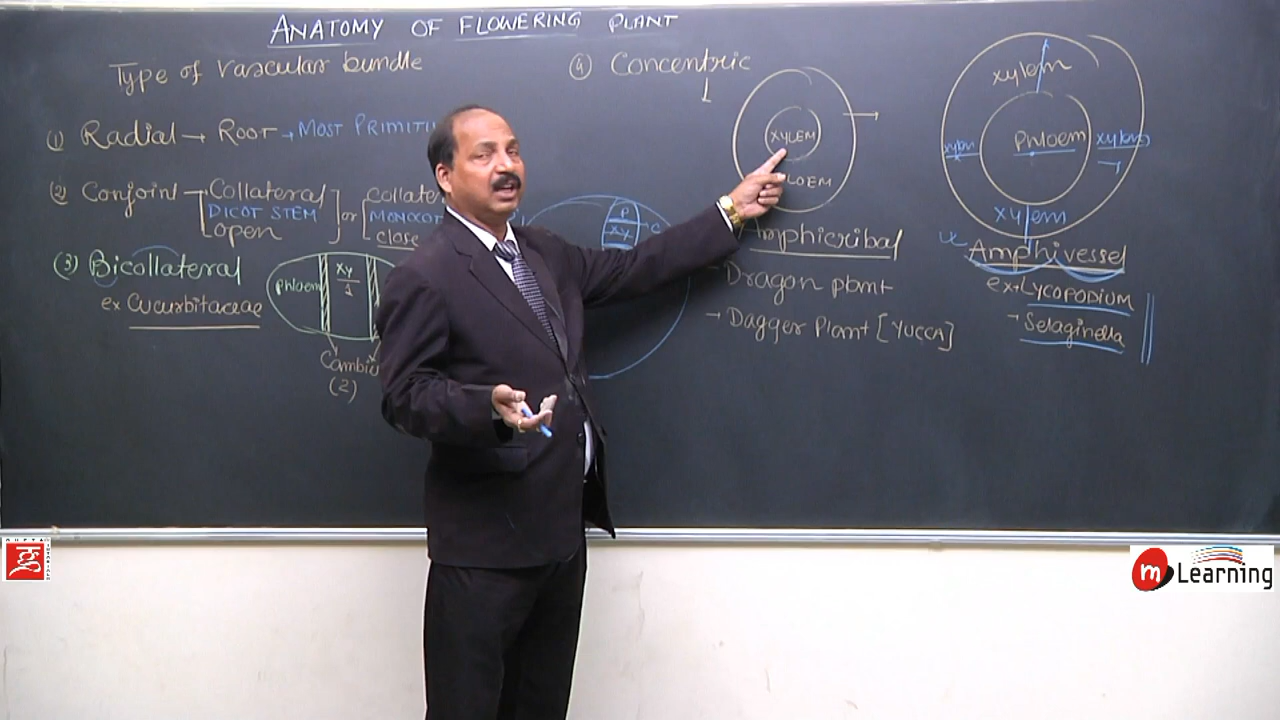 ANATOMY OF FLOWERING PLANT
Type of vascular bundle
(1) Radial → ROOT → MOST PRIMITI
(2) Conjoint → Collateral
DICOT STEM
open
or
collate
MONOCOT
close
(3) Bicollateral
ex Cucurbitaceae
phloem
xy
Cambiu
(2)
P
xy
C
(4) Concentric ↓
XYLEM
LOEM
Amphicribal
→ Dragon plant
→ Dagger Plant [YUCCA]
xylem
xylem
Phloem
xylem
xylem
Amphivessel
ex → LYCOPODIUM
→ Selaginella
m Learning